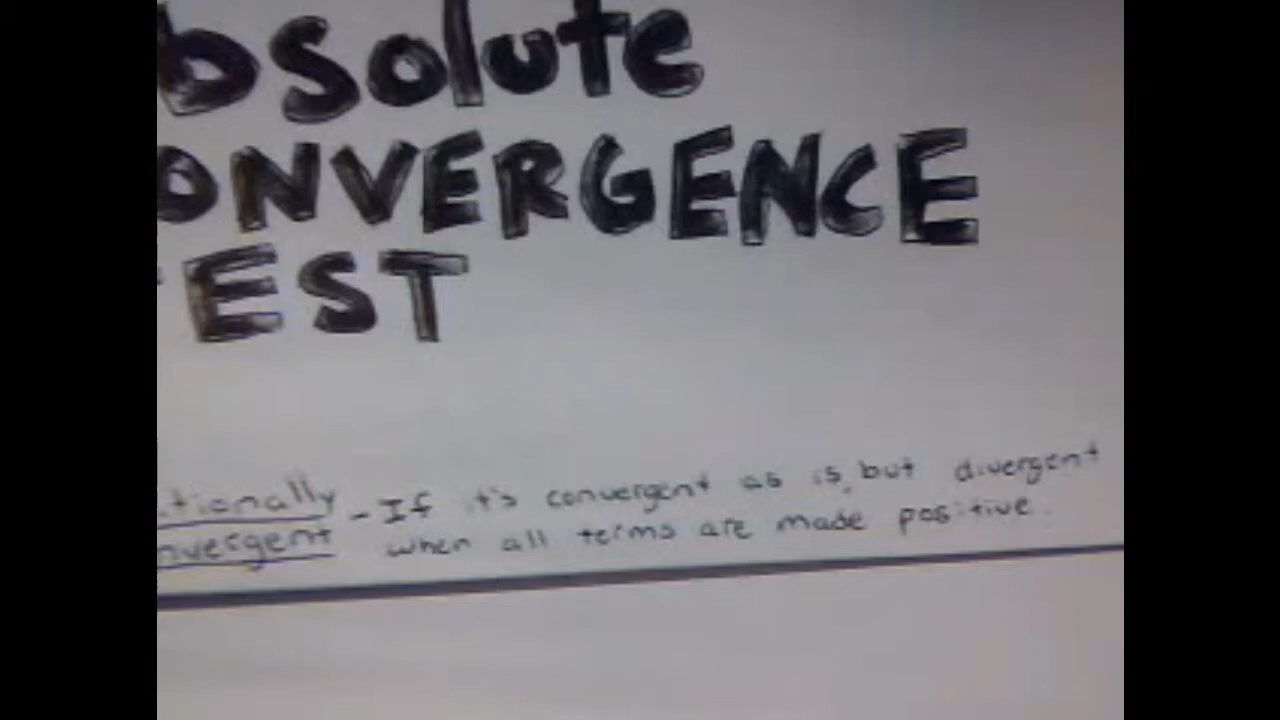 bsolute
ONVERGENCE
EST
tionally - If it's convergent as is, but divergent
nvergent when all terms are made positive.